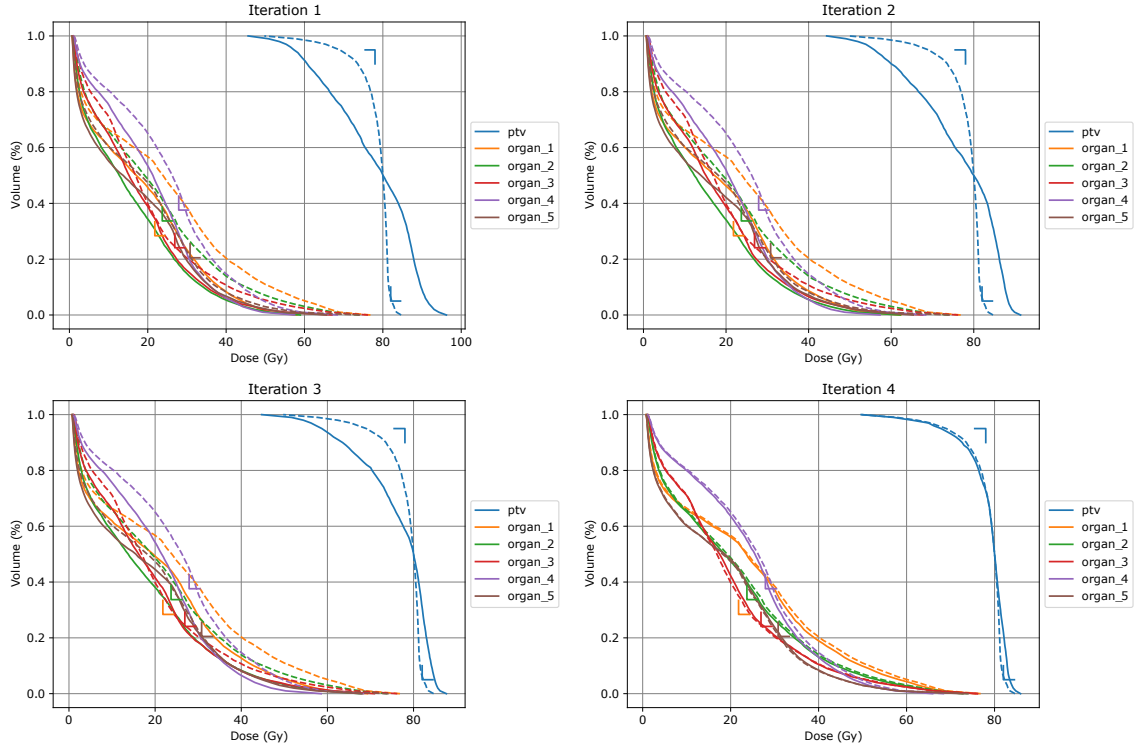 Iteration 1
1.0
0.8
0.6
0.4
0.2
0.0
Volume (%)
0
20
40
60
80
100
Dose (Gy)
ptv
organ_1
organ_2
organ_3
organ_4
organ_5
Iteration 2
1.0
0.8
0.6
0.4
0.2
0.0
Volume (%)
0
20
40
60
80
Dose (Gy)
ptv
organ_1
organ_2
organ_3
organ_4
organ_5
Iteration 3
1.0
0.8
0.6
0.4
0.2
0.0
Volume (%)
0
20
40
60
80
Dose (Gy)
ptv
organ_1
organ_2
organ_3
organ_4
organ_5
Iteration 4
1.0
0.8
0.6
0.4
0.2
0.0
Volume (%)
0
20
40
60
80
Dose (Gy)
ptv
organ_1
organ_2
organ_3
organ_4
organ_5